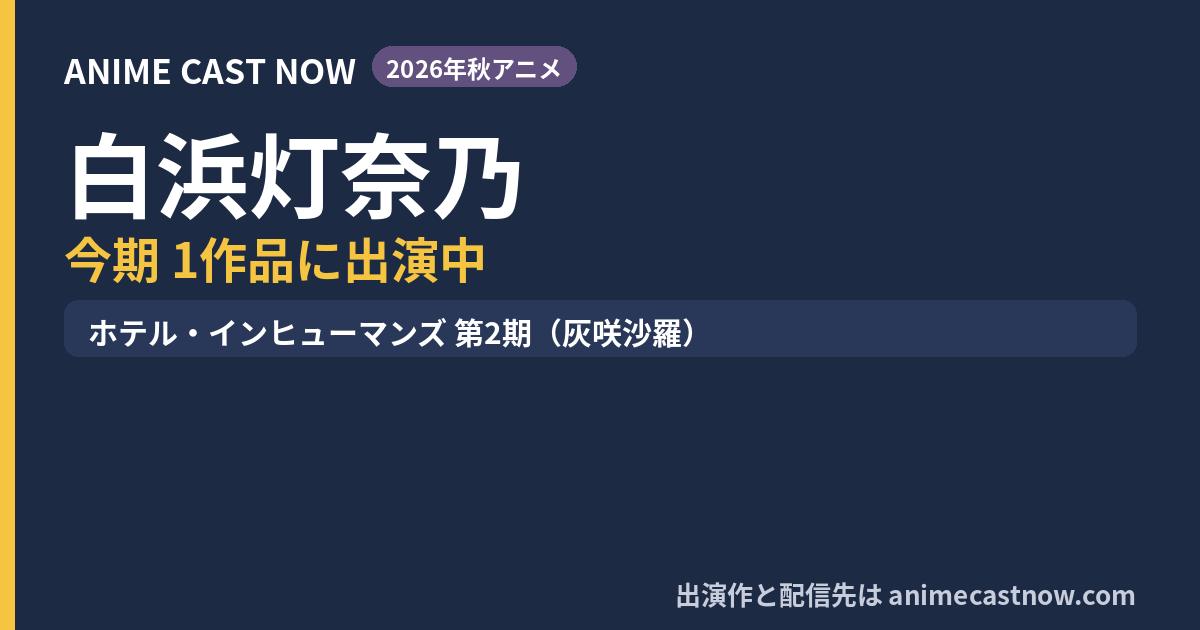 ANIME CAST NOW 2026年秋アニメ
白浜灯奈乃
今期 1作品に出演中
ホテル・インヒューマンズ 第2期（灰咲沙羅）
出演作と配信先は animecastnow.com